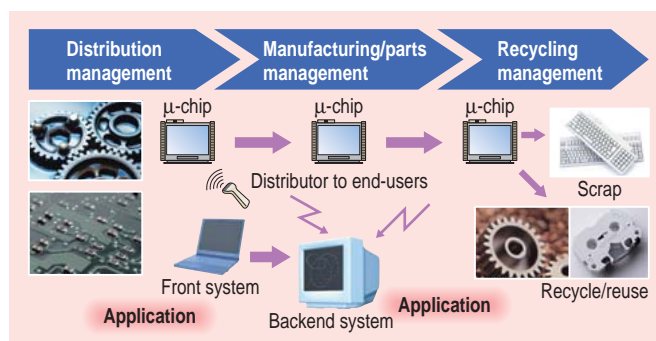 Distribution
management
Manufacturing/parts
management
Recycling
management
μ-chip
μ-chip
μ-chip
Distributor to end-users
Scrap
Front system
Recycle/reuse
Application
Backend system
Application